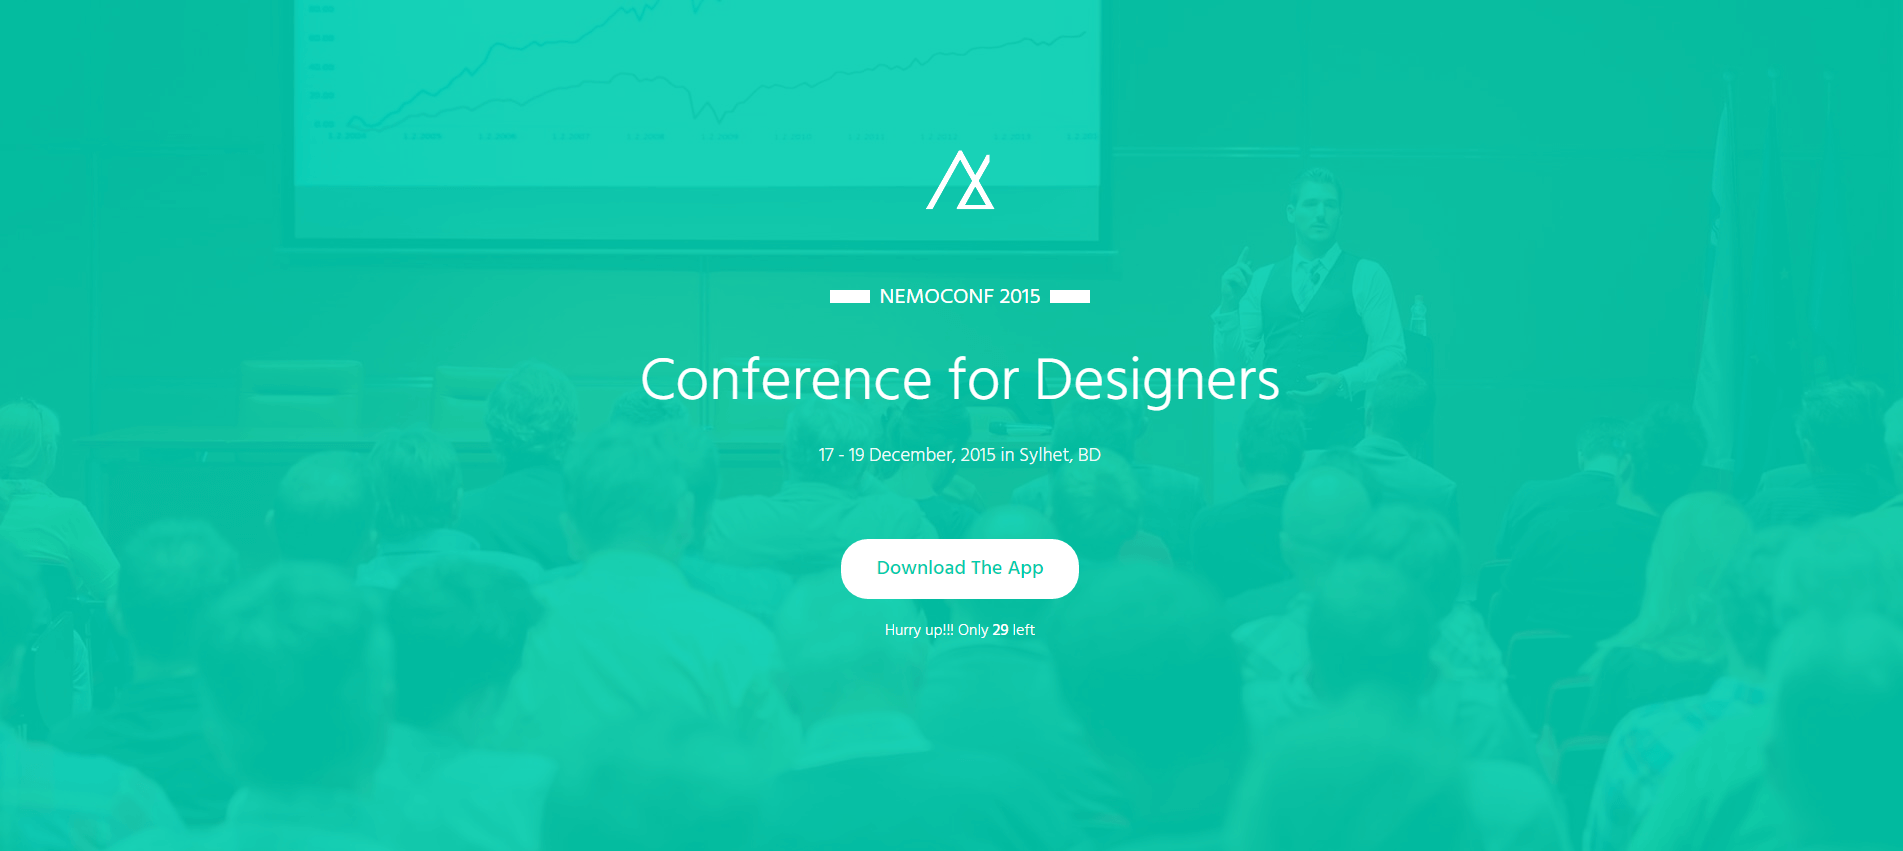 NEMOCONF 2015
Conference for Designers
17 - 19 December, 2015 in Sylhet, BD
Download The App
Hurry up!!! Only 29 left